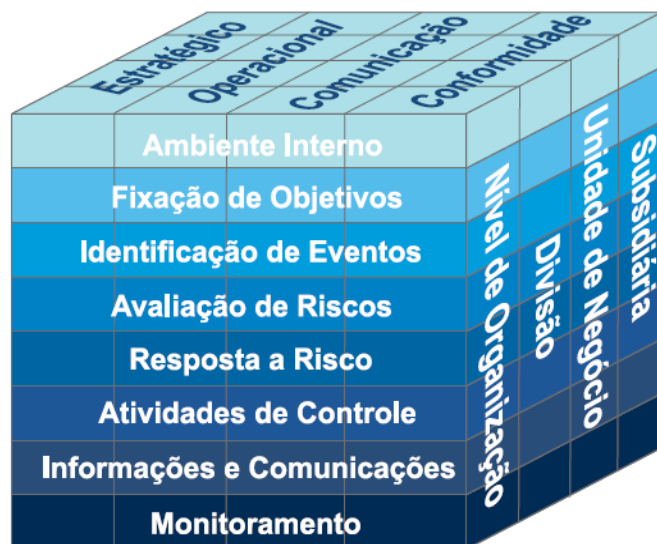 Estratégico
Operacional
Comunicação
Conformidade
Ambiente Interno
Fixação de Objetivos
Identificação de Eventos
Avaliação de Riscos
Resposta a Risco
Atividades de Controle
Informações e Comunicações
Monitoramento
Nível de Organização
Divisão
Unidade de Negócio
Subsidiária